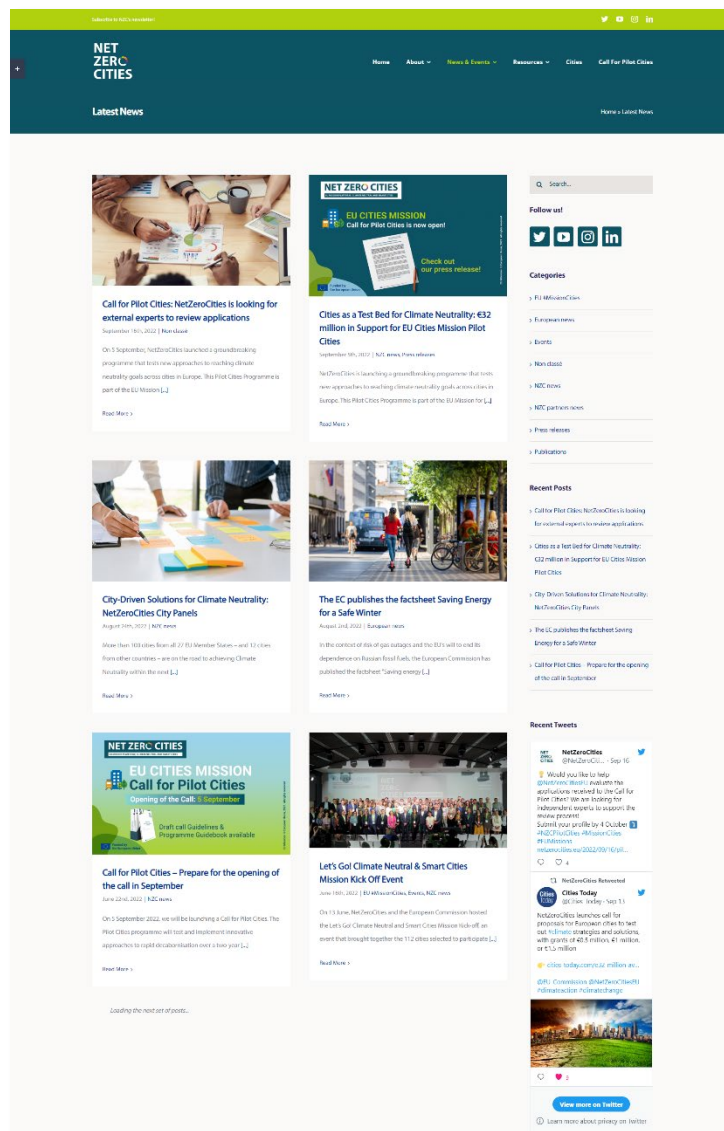 Subscribe to NZC's newsletter
NET
ZERO
CITIES
Home About News & Events Resources Cities Call For Pilot Cities
Latest News
Home » Latest News
Call for Pilot Cities: NetZeroCities is looking for
external experts to review applications
September 16th, 2022 | Non classé
On 5 September, NetZeroCities launched a groundbreaking
programme that tests new approaches to reaching climate
neutrality goals across cities in Europe. This Pilot Cities Programme is
part of the EU Mission [...]
Read More >
NET ZERO CITIES
EU CITIES MISSION
Call for Pilot Cities is now open!
Check out
our press release!
Cities as a Test Bed for Climate Neutrality: €32
million in Support for EU Cities Mission Pilot
Cities
September 5th, 2022 | NZC news, Press releases
NetZeroCities is launching a groundbreaking programme that tests
new approaches to reaching climate neutrality goals across cities in
Europe. This Pilot Cities Programme is part of the EU Mission for [...]
Read More >
City-Driven Solutions for Climate Neutrality:
NetZeroCities City Panels
August 24th, 2022 | NZC news
More than 100 cities from all 27 EU Member States – and 12 cities
from other countries – are on the road to achieving Climate
Neutrality within the next [...]
Read More >
The EC publishes the factsheet Saving Energy
for a Safe Winter
August 2nd, 2022 | European news
In the context of risk of gas outages and the EU's will to end its
dependence on Russian fossil fuels, the European Commission has
published the factsheet "Saving energy [...]
Read More >
NET ZERO CITIES
EU CITIES MISSION
Call for Pilot Cities
Opening of the Call: 5 September
Draft call Guidelines &
Programme Guidebook available
Call for Pilot Cities – Prepare for the opening of
the call in September
June 22nd, 2022 | NZC news
On 5 September 2022, we will be launching a Call for Pilot Cities. The
Pilot Cities programme will test and implement innovative
approaches to rapid decarbonisation over a two-year [...]
Read More >
Let's Go! Climate Neutral & Smart Cities
Mission Kick Off Event
June 16th, 2022 | EU #MissionCities, Events, NZC news
On 13 June, NetZeroCities and the European Commission hosted
the Let's Go! Climate Neutral and Smart Cities Mission Kick-off, an
event that brought together the 112 cities selected to participate [...]
Read More >
Loading the next set of posts...
Search...
Follow us!
Categories
> EU #MissionCities
> European news
> Events
> Non classé
> NZC news
> NZC partners news
> Press releases
> Publications
Recent Posts
> Call for Pilot Cities: NetZeroCities is looking
for external experts to review applications
> Cities as a Test Bed for Climate Neutrality:
€32 million in Support for EU Cities Mission
Pilot Cities
> City-Driven Solutions for Climate Neutrality:
NetZeroCities City Panels
> The EC publishes the factsheet Saving
Energy for a Safe Winter
> Call for Pilot Cities – Prepare for the opening
of the call in September
Recent Tweets
NetZeroCities
@NetZeroCiti... · Sep 16
Would you like to help
@NetZeroCitiesEU evaluate the
applications received to the Call for
Pilot Cities? We are looking for
independent experts to support the
review process!
Submit your profile by 4 October
#NZCPilotCities #MissionCities
#EUMissions
netzerocities.eu/2022/09/16/pil...
4
NetZeroCities Retweeted
Cities Today
@Cities_Today · Sep 13
NetZeroCities launches call for
proposals for European cities to test
out #climate strategies and solutions,
with grants of €0.5 million, €1 million,
or €1.5 million
cities-today.com/e32-million-av...
@EU_Commission @NetZeroCitiesEU
#climateaction #climatechange
View more on Twitter
Learn more about privacy on Twitter